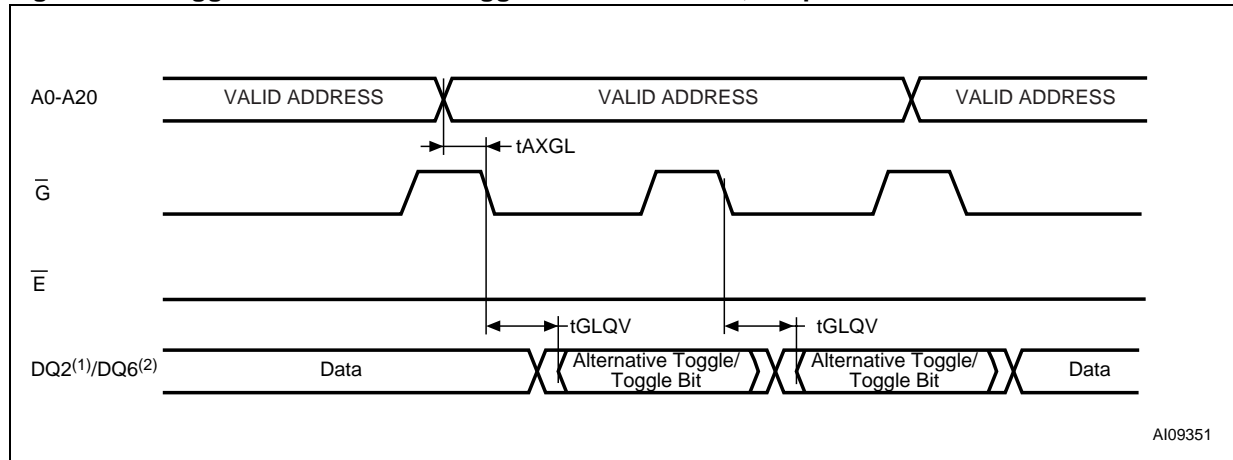 A0-A20
VALID ADDRESS
VALID ADDRESS
VALID ADDRESS
tAXGL
G
E
tGLQV
tGLQV
DQ2(1)/DQ6(2)
Data
Alternative Toggle/
Toggle Bit
Alternative Toggle/
Toggle Bit
Data
AI09351